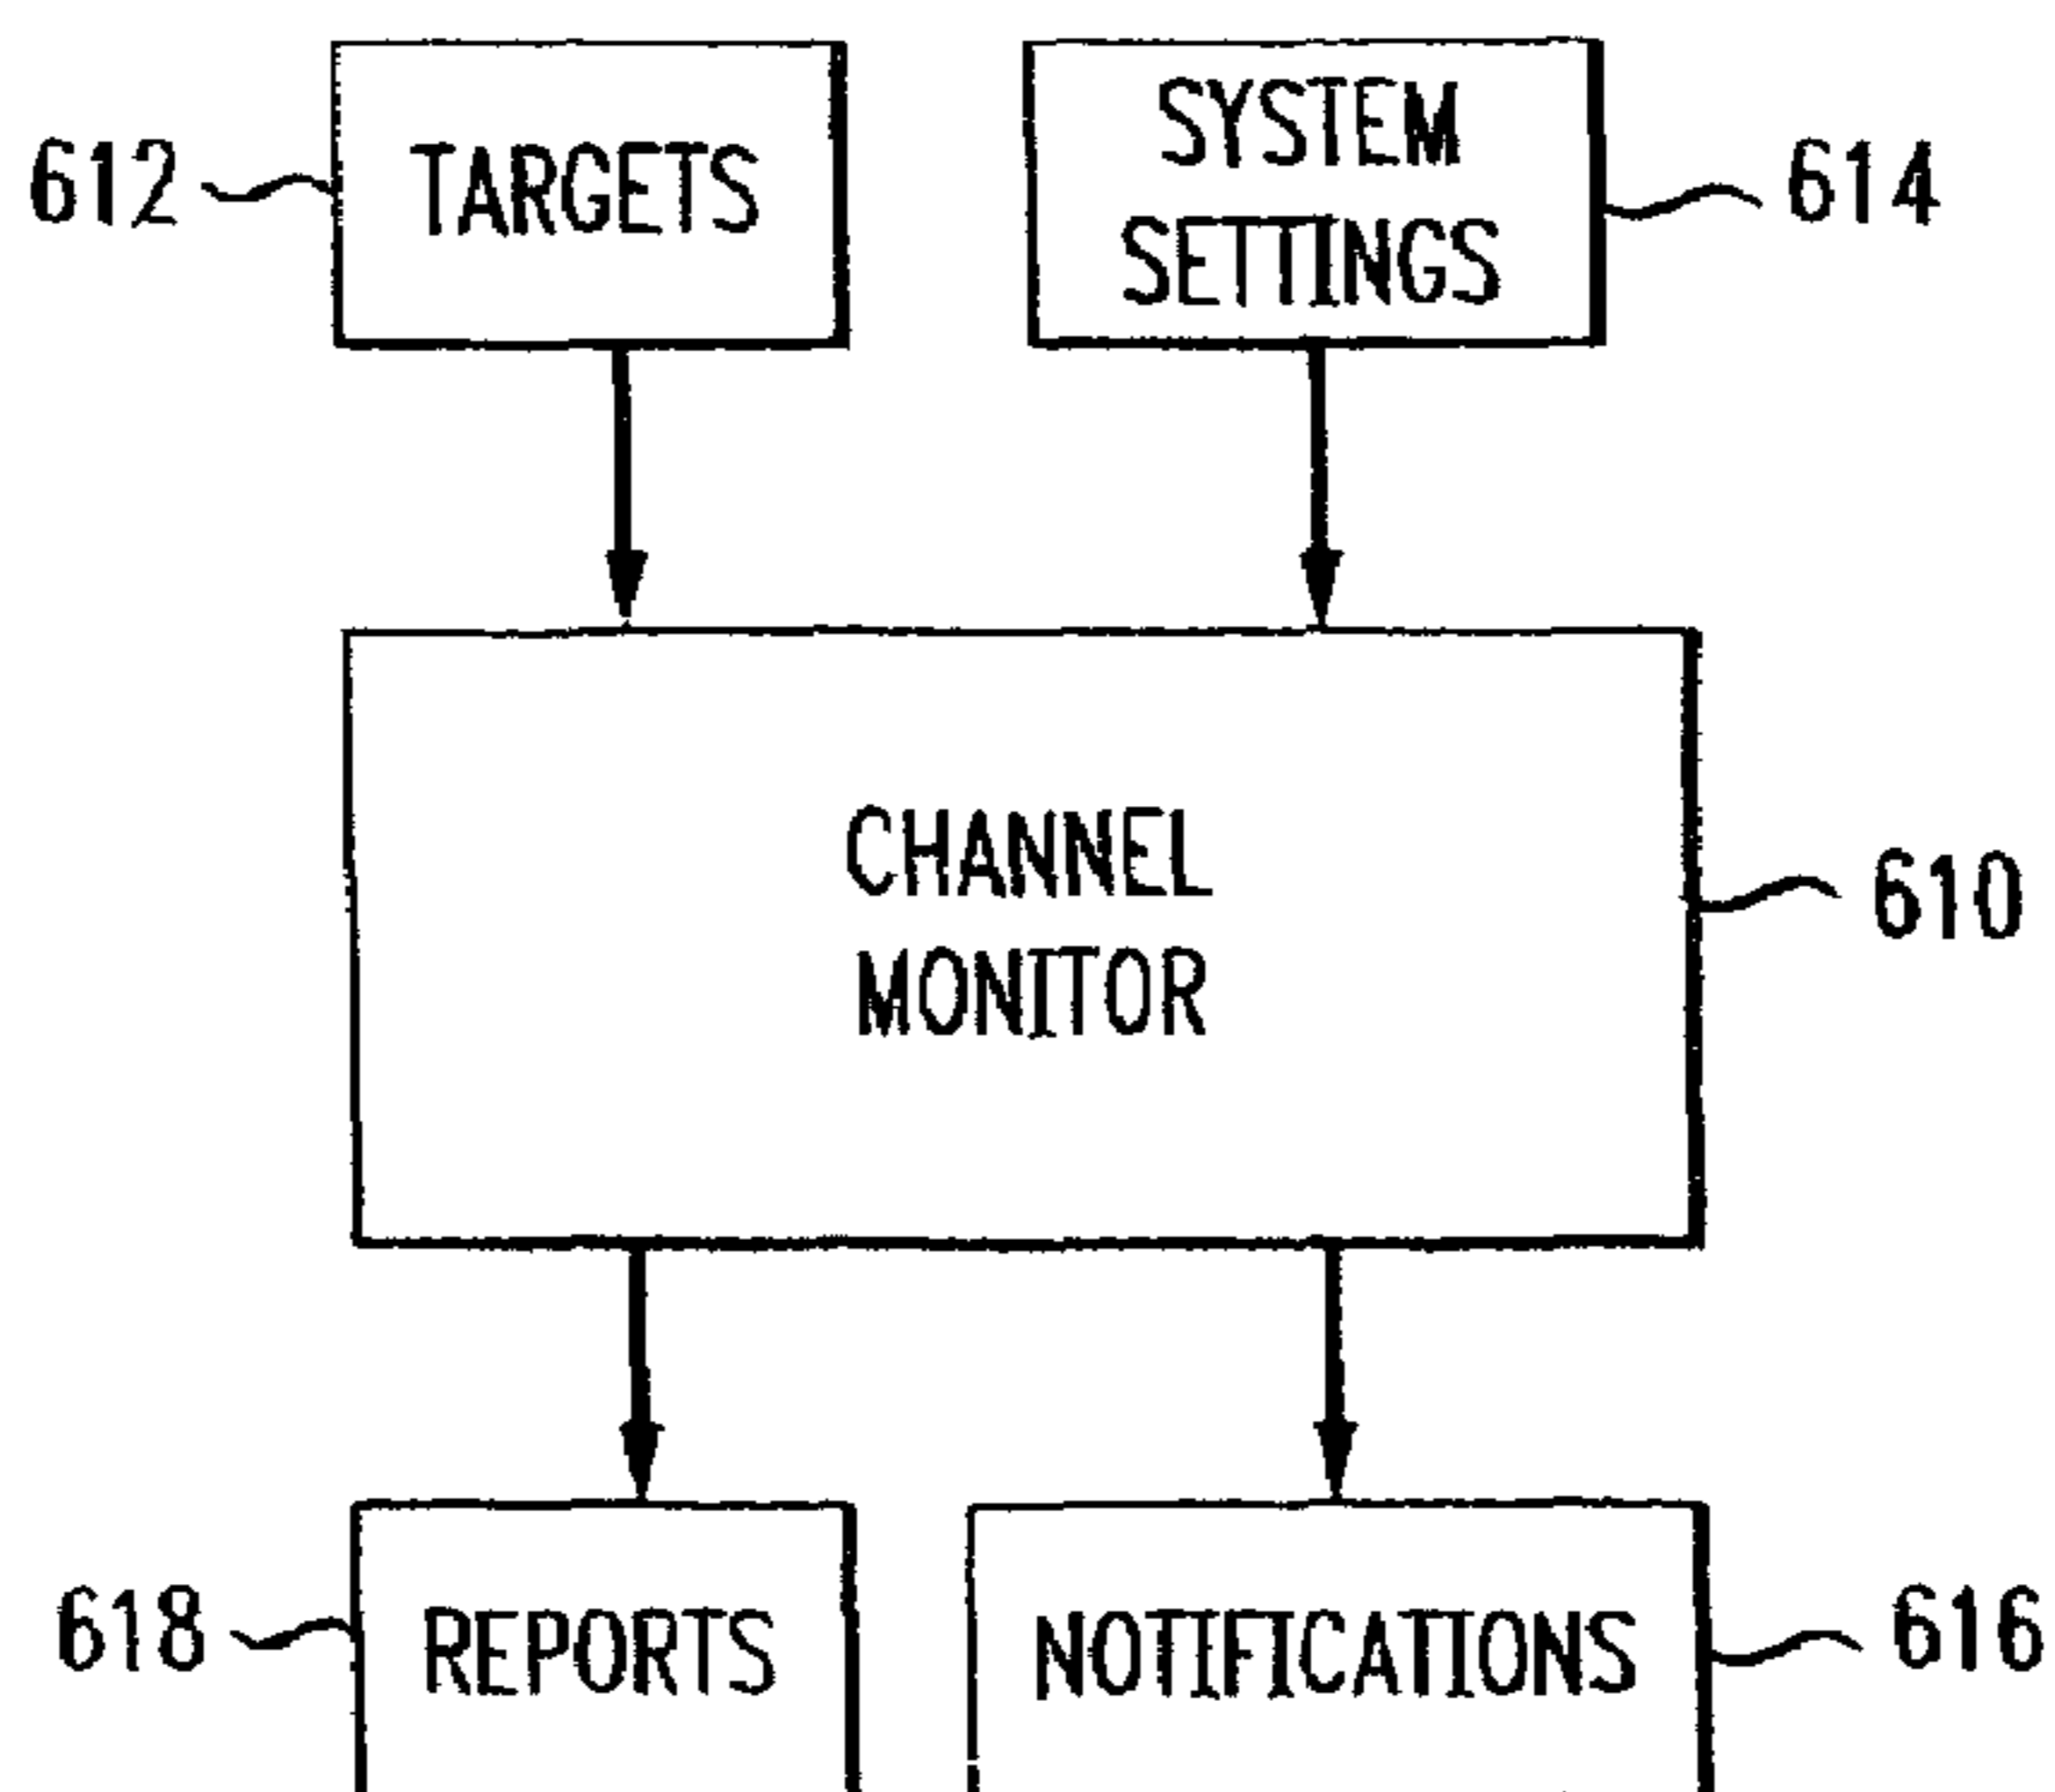 612
TARGETS
SYSTEM
SETTINGS
614
CHANNEL
MONITOR
610
618
REPORTS
NOTIFICATIONS
616